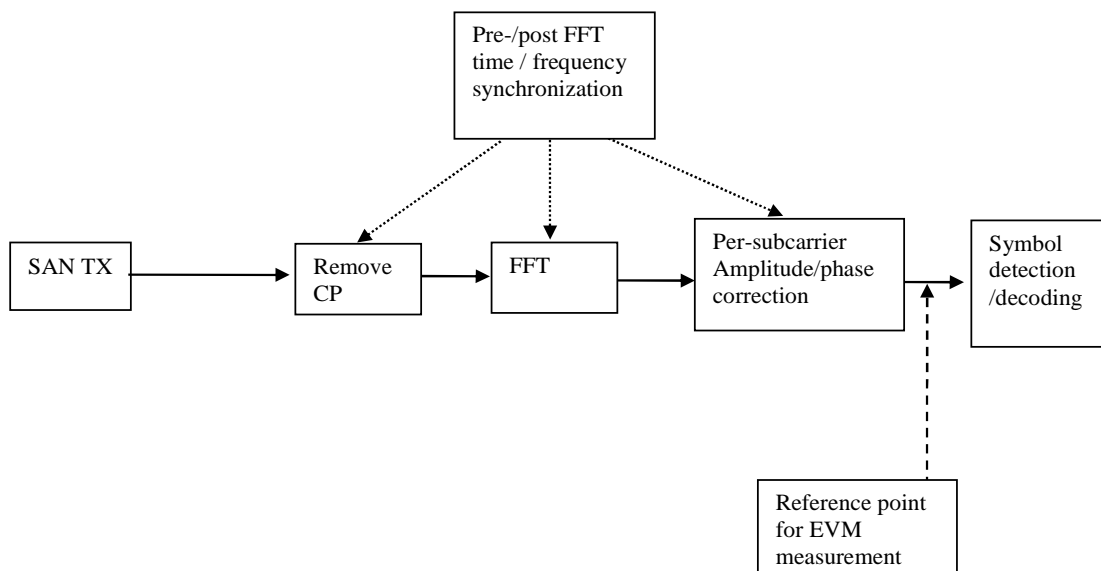 Pre-/post FFT
time / frequency
synchronization
SAN TX
Remove
CP
FFT
Per-subcarrier
Amplitude/phase
correction
Symbol
detection
/decoding
Reference point
for EVM
measurement